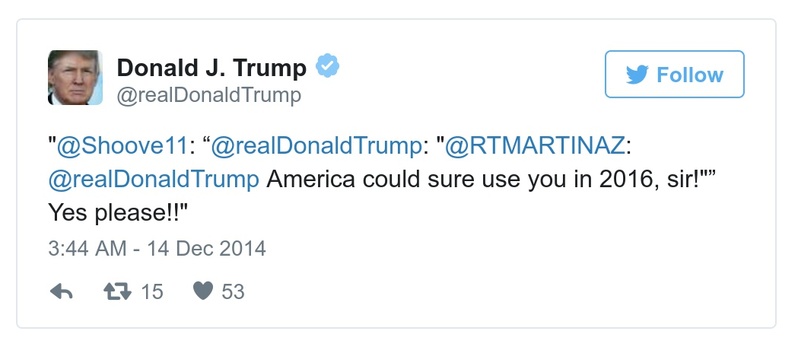 Donald J. Trump
@realDonaldTrump
Follow
"@Shoove11: “@realDonaldTrump: "@RTMARTINAZ:
@realDonaldTrump America could sure use you in 2016, sir!"”
Yes please!!"
3:44 AM - 14 Dec 2014
15 53